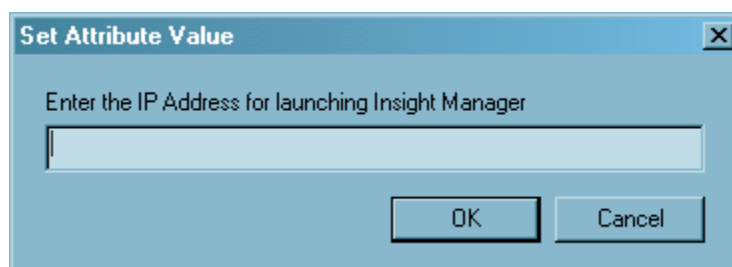 Set Attribute Value
Enter the IP Address for launching Insight Manager
OK Cancel